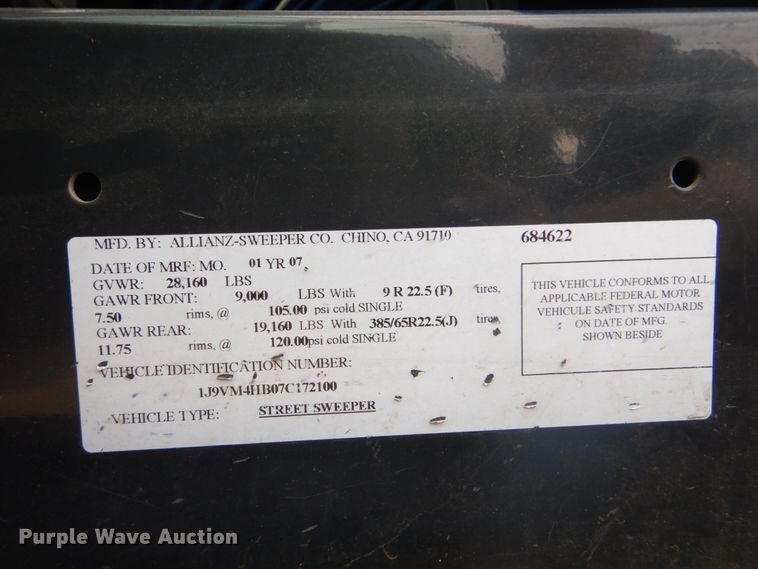 MFD. BY: ALLIANZ-SWEEPER CO. CHINO, CA 91710 684622
DATE OF MRF: MO. 01 YR 07
GVWR: 28,160 LBS
GAWR FRONT: 9,000 LBS With 9 R 22.5 (F) tires,
7.50 rims, @ 105.00 psi cold SINGLE
GAWR REAR: 19,160 LBS With 385/65R22.5(J) tires
11.75 rims, @ 120.00psi cold SINGLE
VEHICLE IDENTIFICATION NUMBER:
1J9VM4HB07C172100
VEHICLE TYPE: STREET SWEEPER
THIS VEHICLE CONFORMS TO ALL
APPLICABLE FEDERAL MOTOR
VEHICULE SAFETY STANDARDS
ON DATE OF MFG.
SHOWN BESIDE
Purple Wave Auction